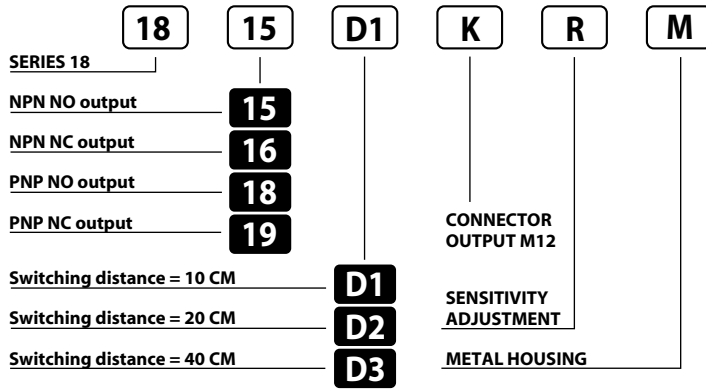 18 15 D1 K R M
SERIES 18
NPN NO output 15
NPN NC output 16
PNP NO output 18
PNP NC output 19
CONNECTOR
OUTPUT M12
Switching distance = 10 CM D1
Switching distance = 20 CM D2
Switching distance = 40 CM D3
SENSITIVITY
ADJUSTMENT
METAL HOUSING